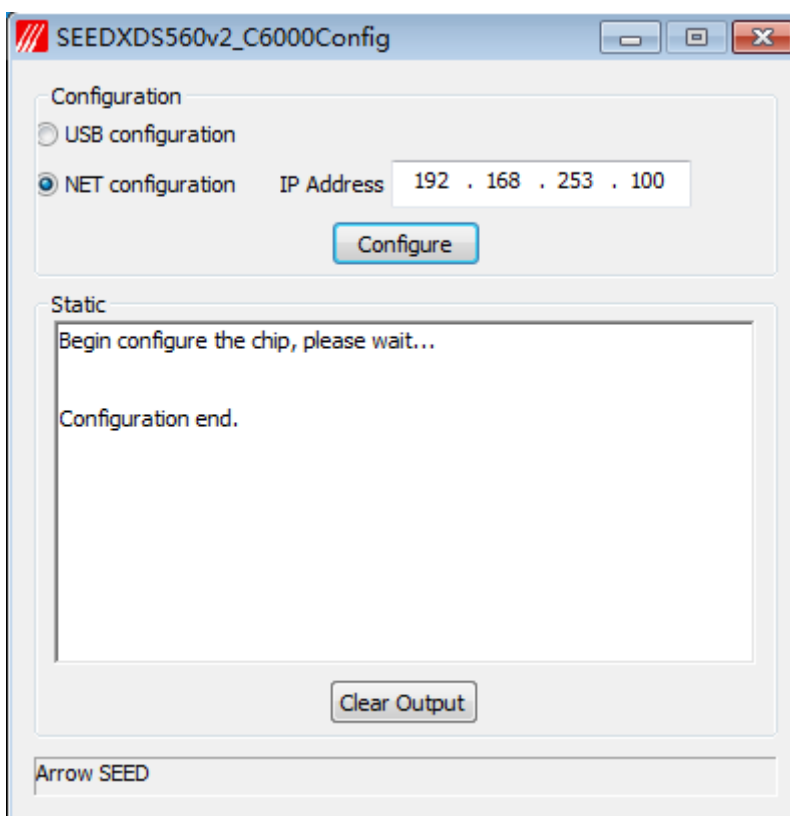 SEEDXDS560v2_C6000Config
Configuration
USB configuration
NET configuration IP Address 192 . 168 . 253 . 100
Configure
Static
Begin configure the chip, please wait...
Configuration end.
Clear Output
Arrow SEED